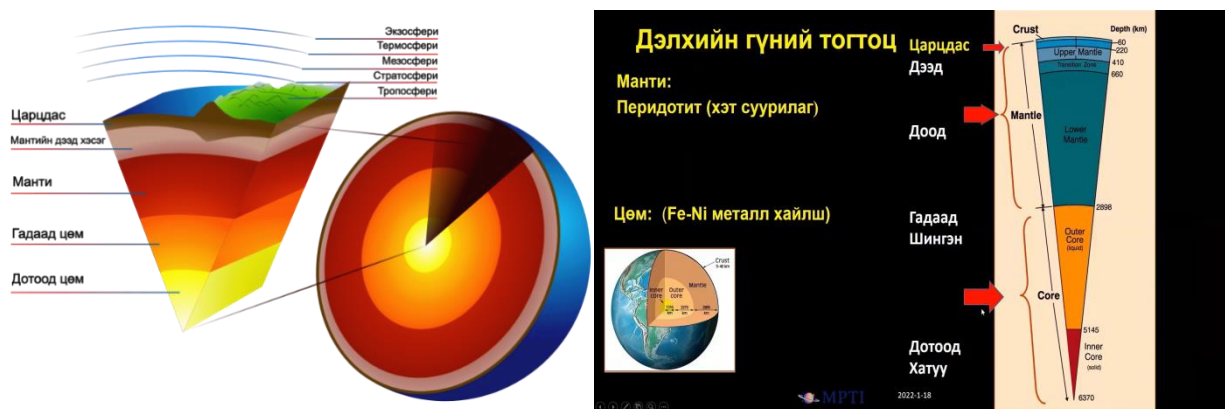 Экзосфери
Термосфери
Мезосфери
Стратосфери
Тропосфери
Царцдас
Мантийн дээд хэсэг
Манти
Гадаад цөм
Дотоод цөм
Дэлхийн гүний тогтоц
Манти:
Перидотит (хэт суурилаг)
Цөм: (Fe-Ni металл хайлш)
Crust
Mantle
Inner core
Outer core
Царцдас
Дээд
Доод
Гадаад
Шингэн
Дотоод
Хатуу
Crust
Depth (km)
60
Upper Mantle
220
Transition Zone
410
660
Mantle
Lower Mantle
2898
Outer
Core
(liquid)
Core
5145
Inner
Core
(solid)
6370
MPTI
2022-1-18